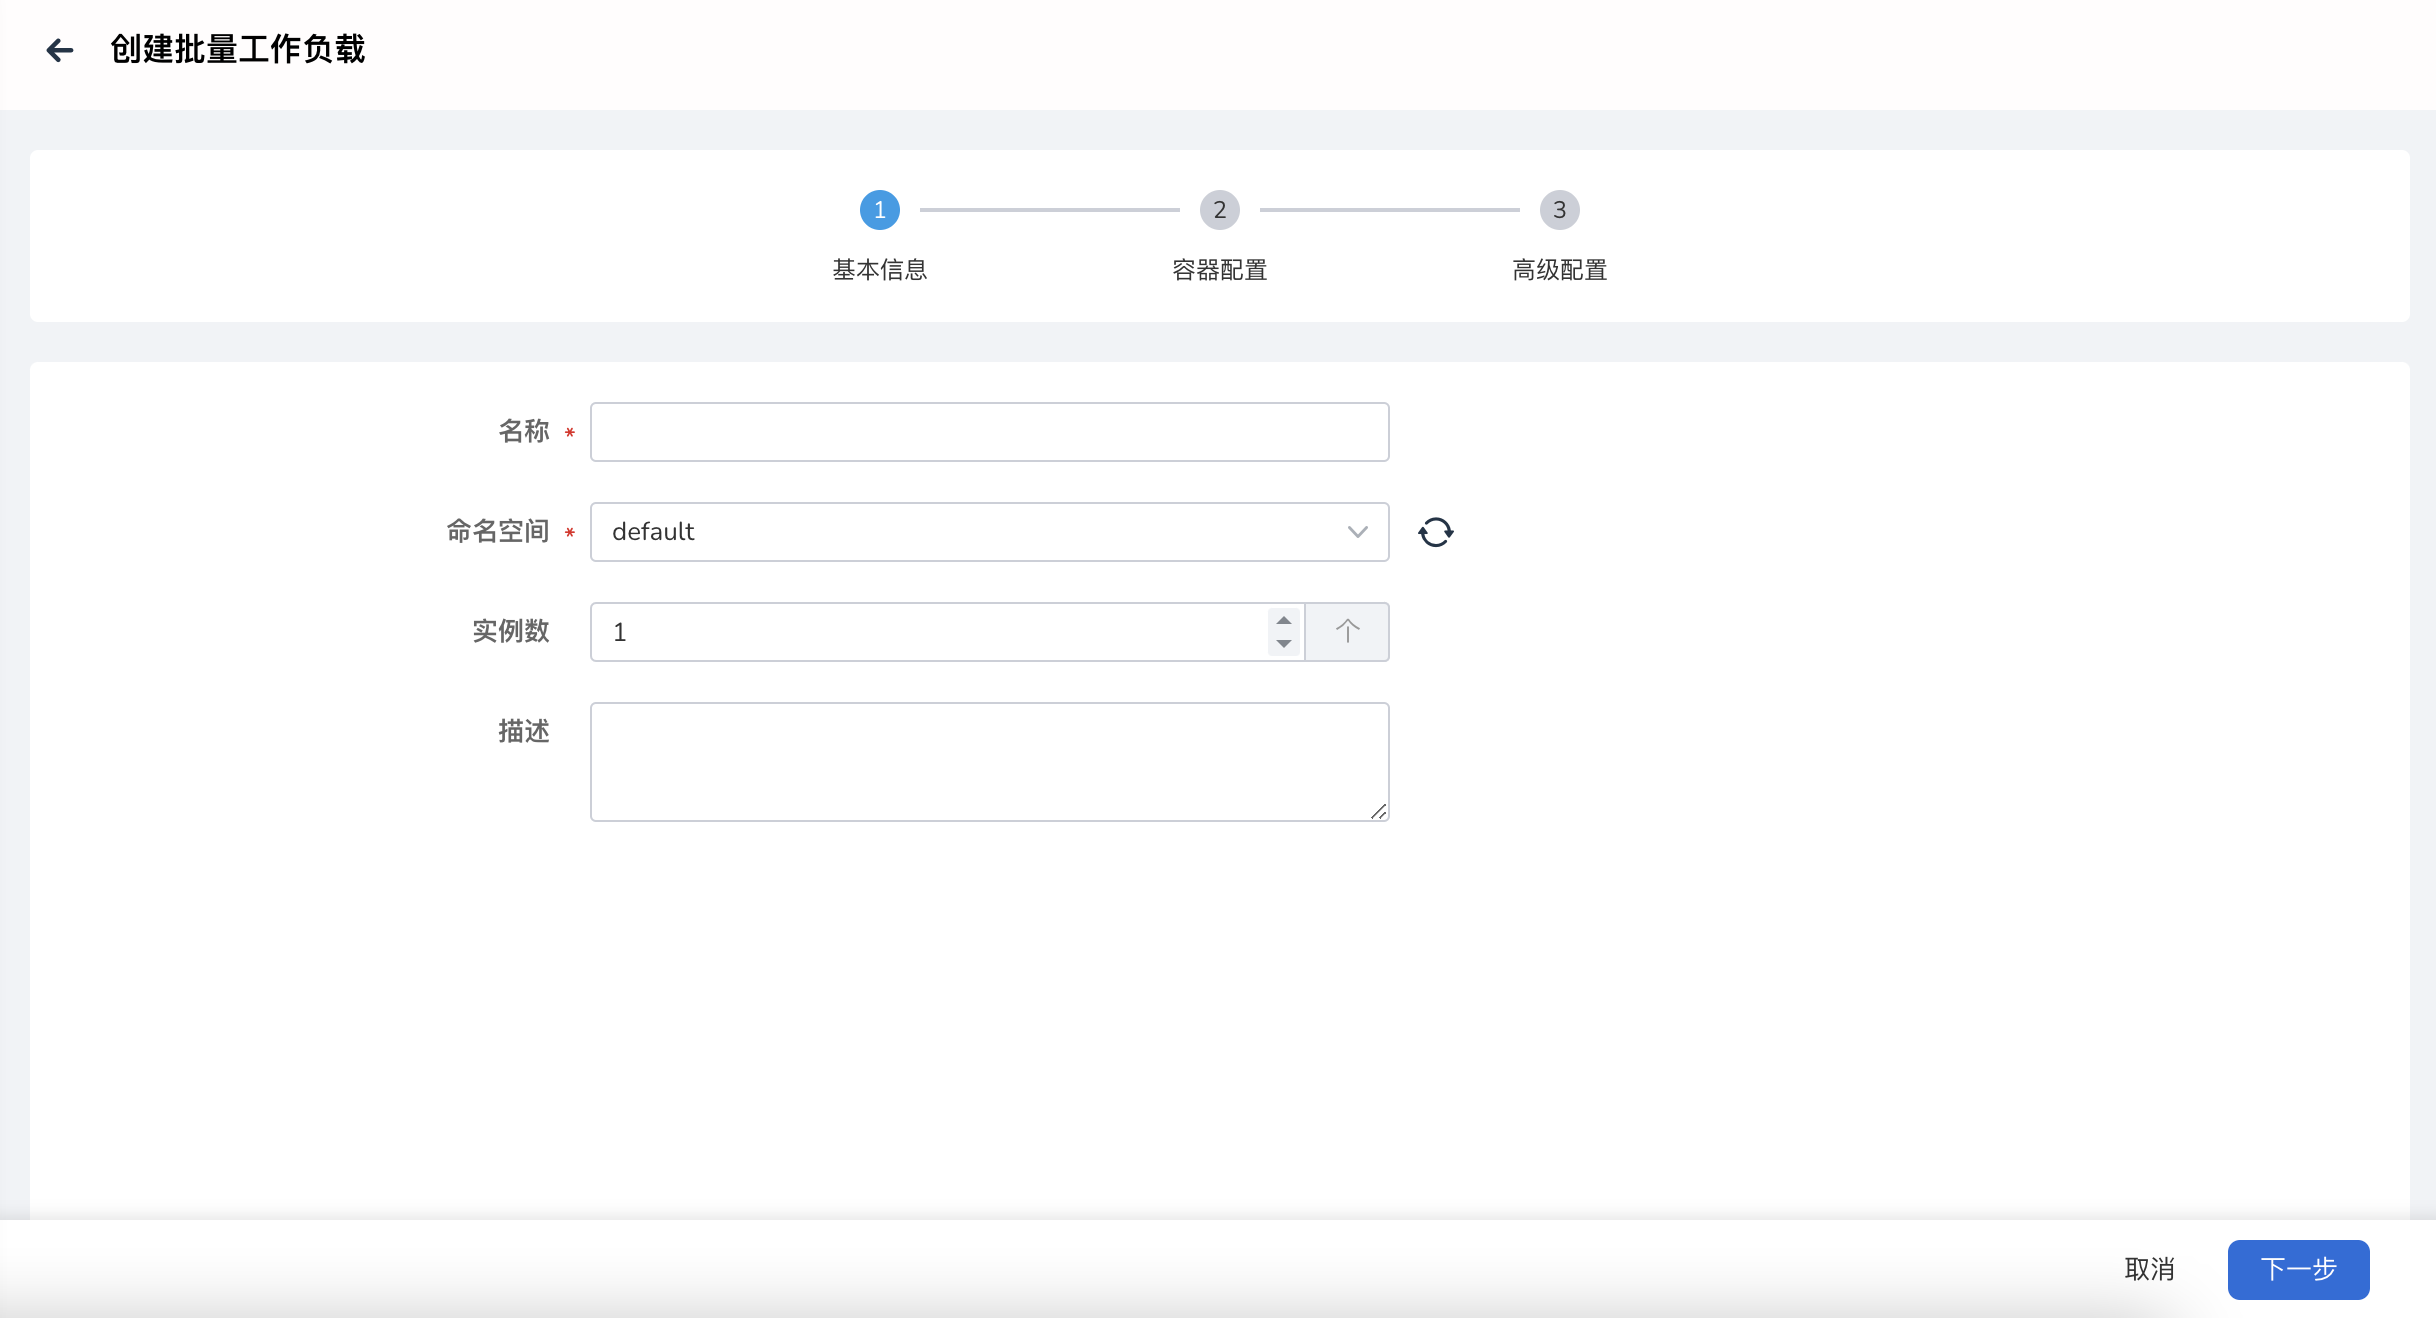 创建批量工作负载
1
2
3
基本信息
容器配置
高级配置
名称 *
命名空间 * default
实例数 1 个
描述
取消 下一步